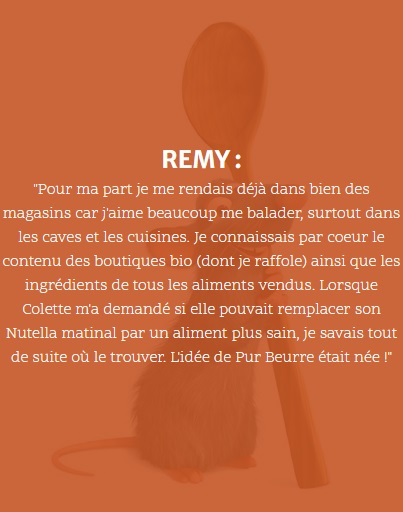 REMY :
"Pour ma part je me rendais déjà dans bien des
magasins car j'aime beaucoup me balader, surtout dans
les caves et les cuisines. Je connaissais par coeur le
contenu des boutiques bio (dont je raffole) ainsi que les
ingrédients de tous les aliments vendus. Lorsque
Colette m'a demandé si elle pouvait remplacer son
Nutella matinal par un aliment plus sain, je savais tout
de suite où le trouver. L'idée de Pur Beurre était née !"